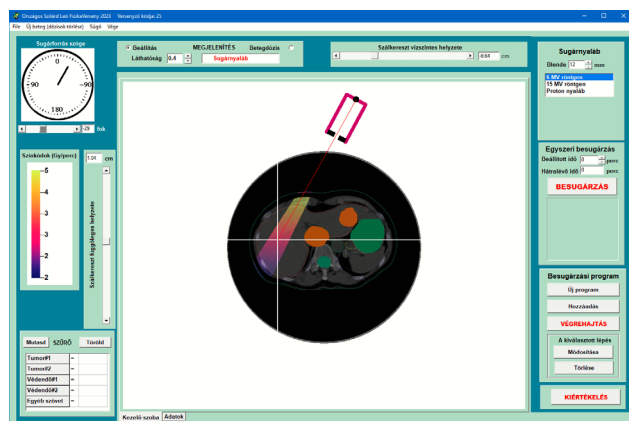 Országos Szilárd Leó FizikaVerseny 2023 Versenyző kódja: 25
File Új beteg (dózisok törlése) Súgó Vége
Sugárforrás szöge
0
90
-90
180
-29 fok
Beállítás MEGJELENÍTÉS Betegdózis
Láthatóság 0.4 Sugárnyaláb
Szálkereszt vízszintes helyzete
-8.64 cm
Színkódok (Gy/perc)
5
4
3
3
2
1.04 cm
Szálkereszt függőleges helyzete
Mutasd SZŰRŐ Töröld
Tumor#1 =
Tumor#2 =
Védendő#1 =
Védendő#2 =
Egyéb szövet =
Kezelő szoba Adatok
Sugárnyaláb
Blende 12 mm
6 MV röntgen
15 MV röntgen
Proton nyaláb
Egyszeri besugárzás
Beállított idő 0 perc
Hátralévő idő 0 perc
BESUGÁRZÁS
Besugárzási program
Új program
Hozzáadás
VÉGREHAJTÁS
A kiválasztott lépés
Módosítása
Törlése
KIÉRTÉKELÉS